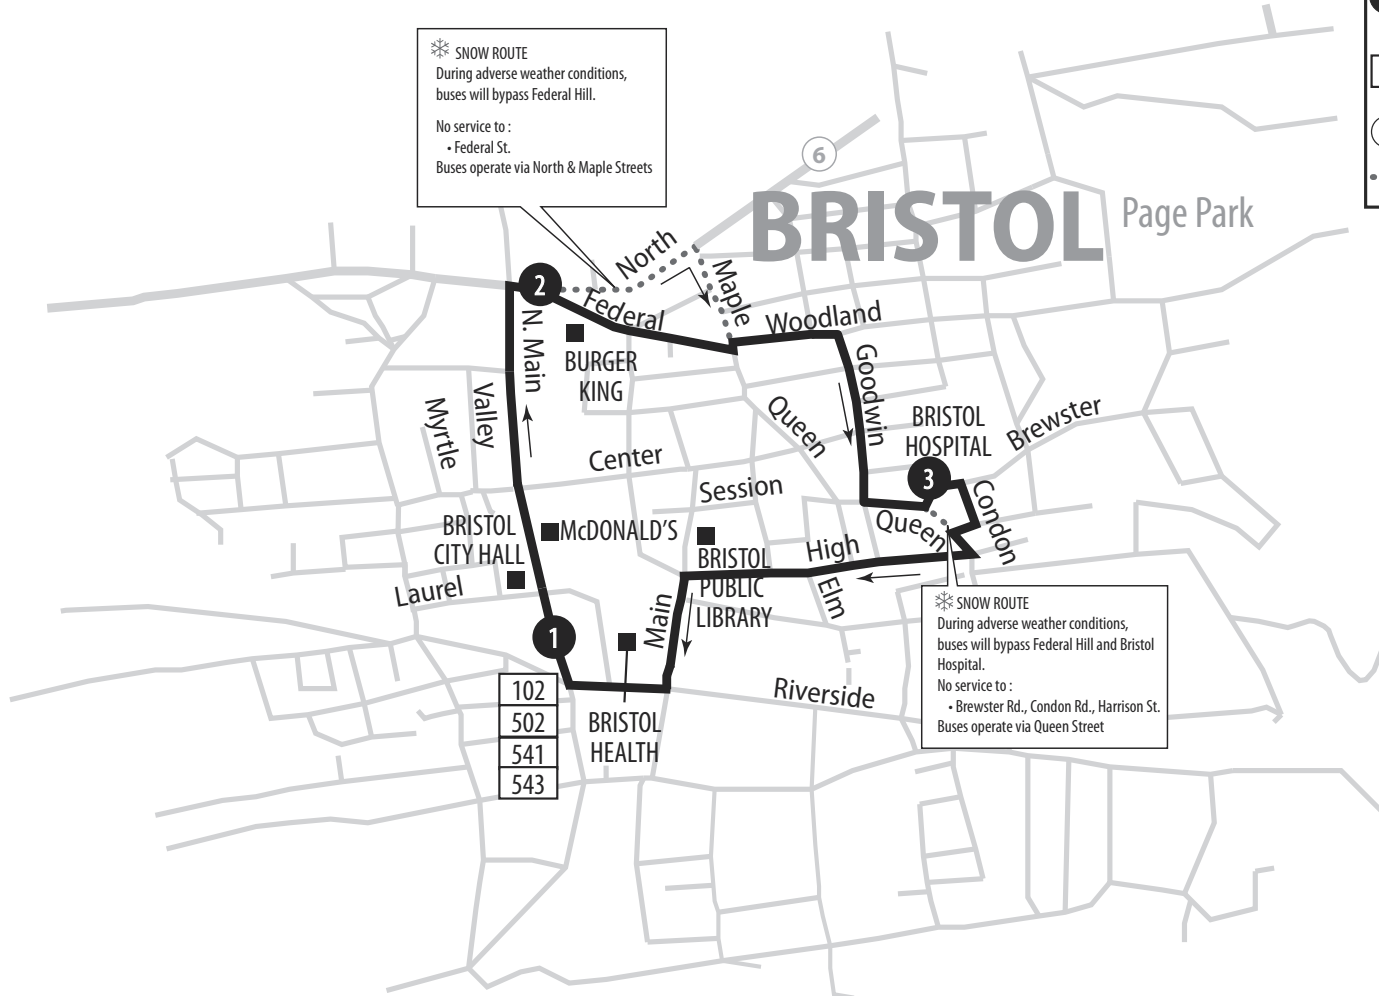 SNOW ROUTE
During adverse weather conditions,
buses will bypass Federal Hill.
No service to :
• Federal St.
Buses operate via North & Maple Streets
6
BRISTOL
Page Park
North
Maple
2
Federal
Woodland
N. Main
BURGER
KING
Goodwin
Valley
Myrtle
Queen
BRISTOL
HOSPITAL
Brewster
Center
3
Session
Condon
Queen
BRISTOL
CITY HALL
McDONALD'S
High
BRISTOL
PUBLIC
LIBRARY
Laurel
Elm
Main
1
SNOW ROUTE
During adverse weather conditions,
buses will bypass Federal Hill and Bristol
Hospital.
No service to :
• Brewster Rd., Condon Rd., Harrison St.
Buses operate via Queen Street
Riverside
102
502
541
543
BRISTOL
HEALTH